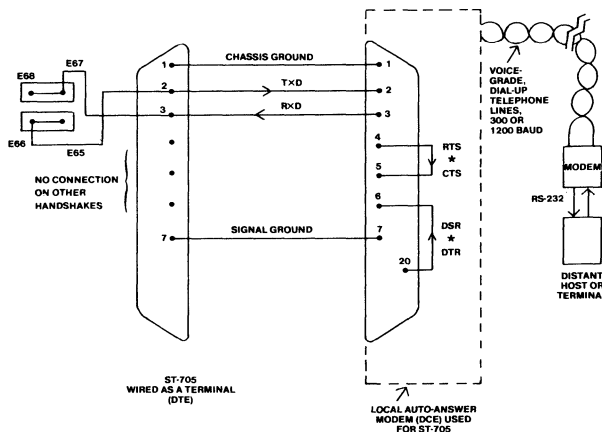 E68
E67
E66
E65
NO CONNECTION
ON OTHER
HANDSHAKES
1
2
3
7
CHASSIS GROUND
TXD
RXD
SIGNAL GROUND
1
2
3
4
5
6
7
20
RTS
*
CTS
DSR
*
DTR
VOICE-
GRADE,
DIAL-UP
TELEPHONE
LINES,
300 OR
1200 BAUD
MODEM
RS-232
DISTANT
HOST OR
TERMINA
ST-705
WIRED AS A TERMINAL
(DTE)
LOCAL AUTO-ANSWER
MODEM (DCE) USED
FOR ST-705